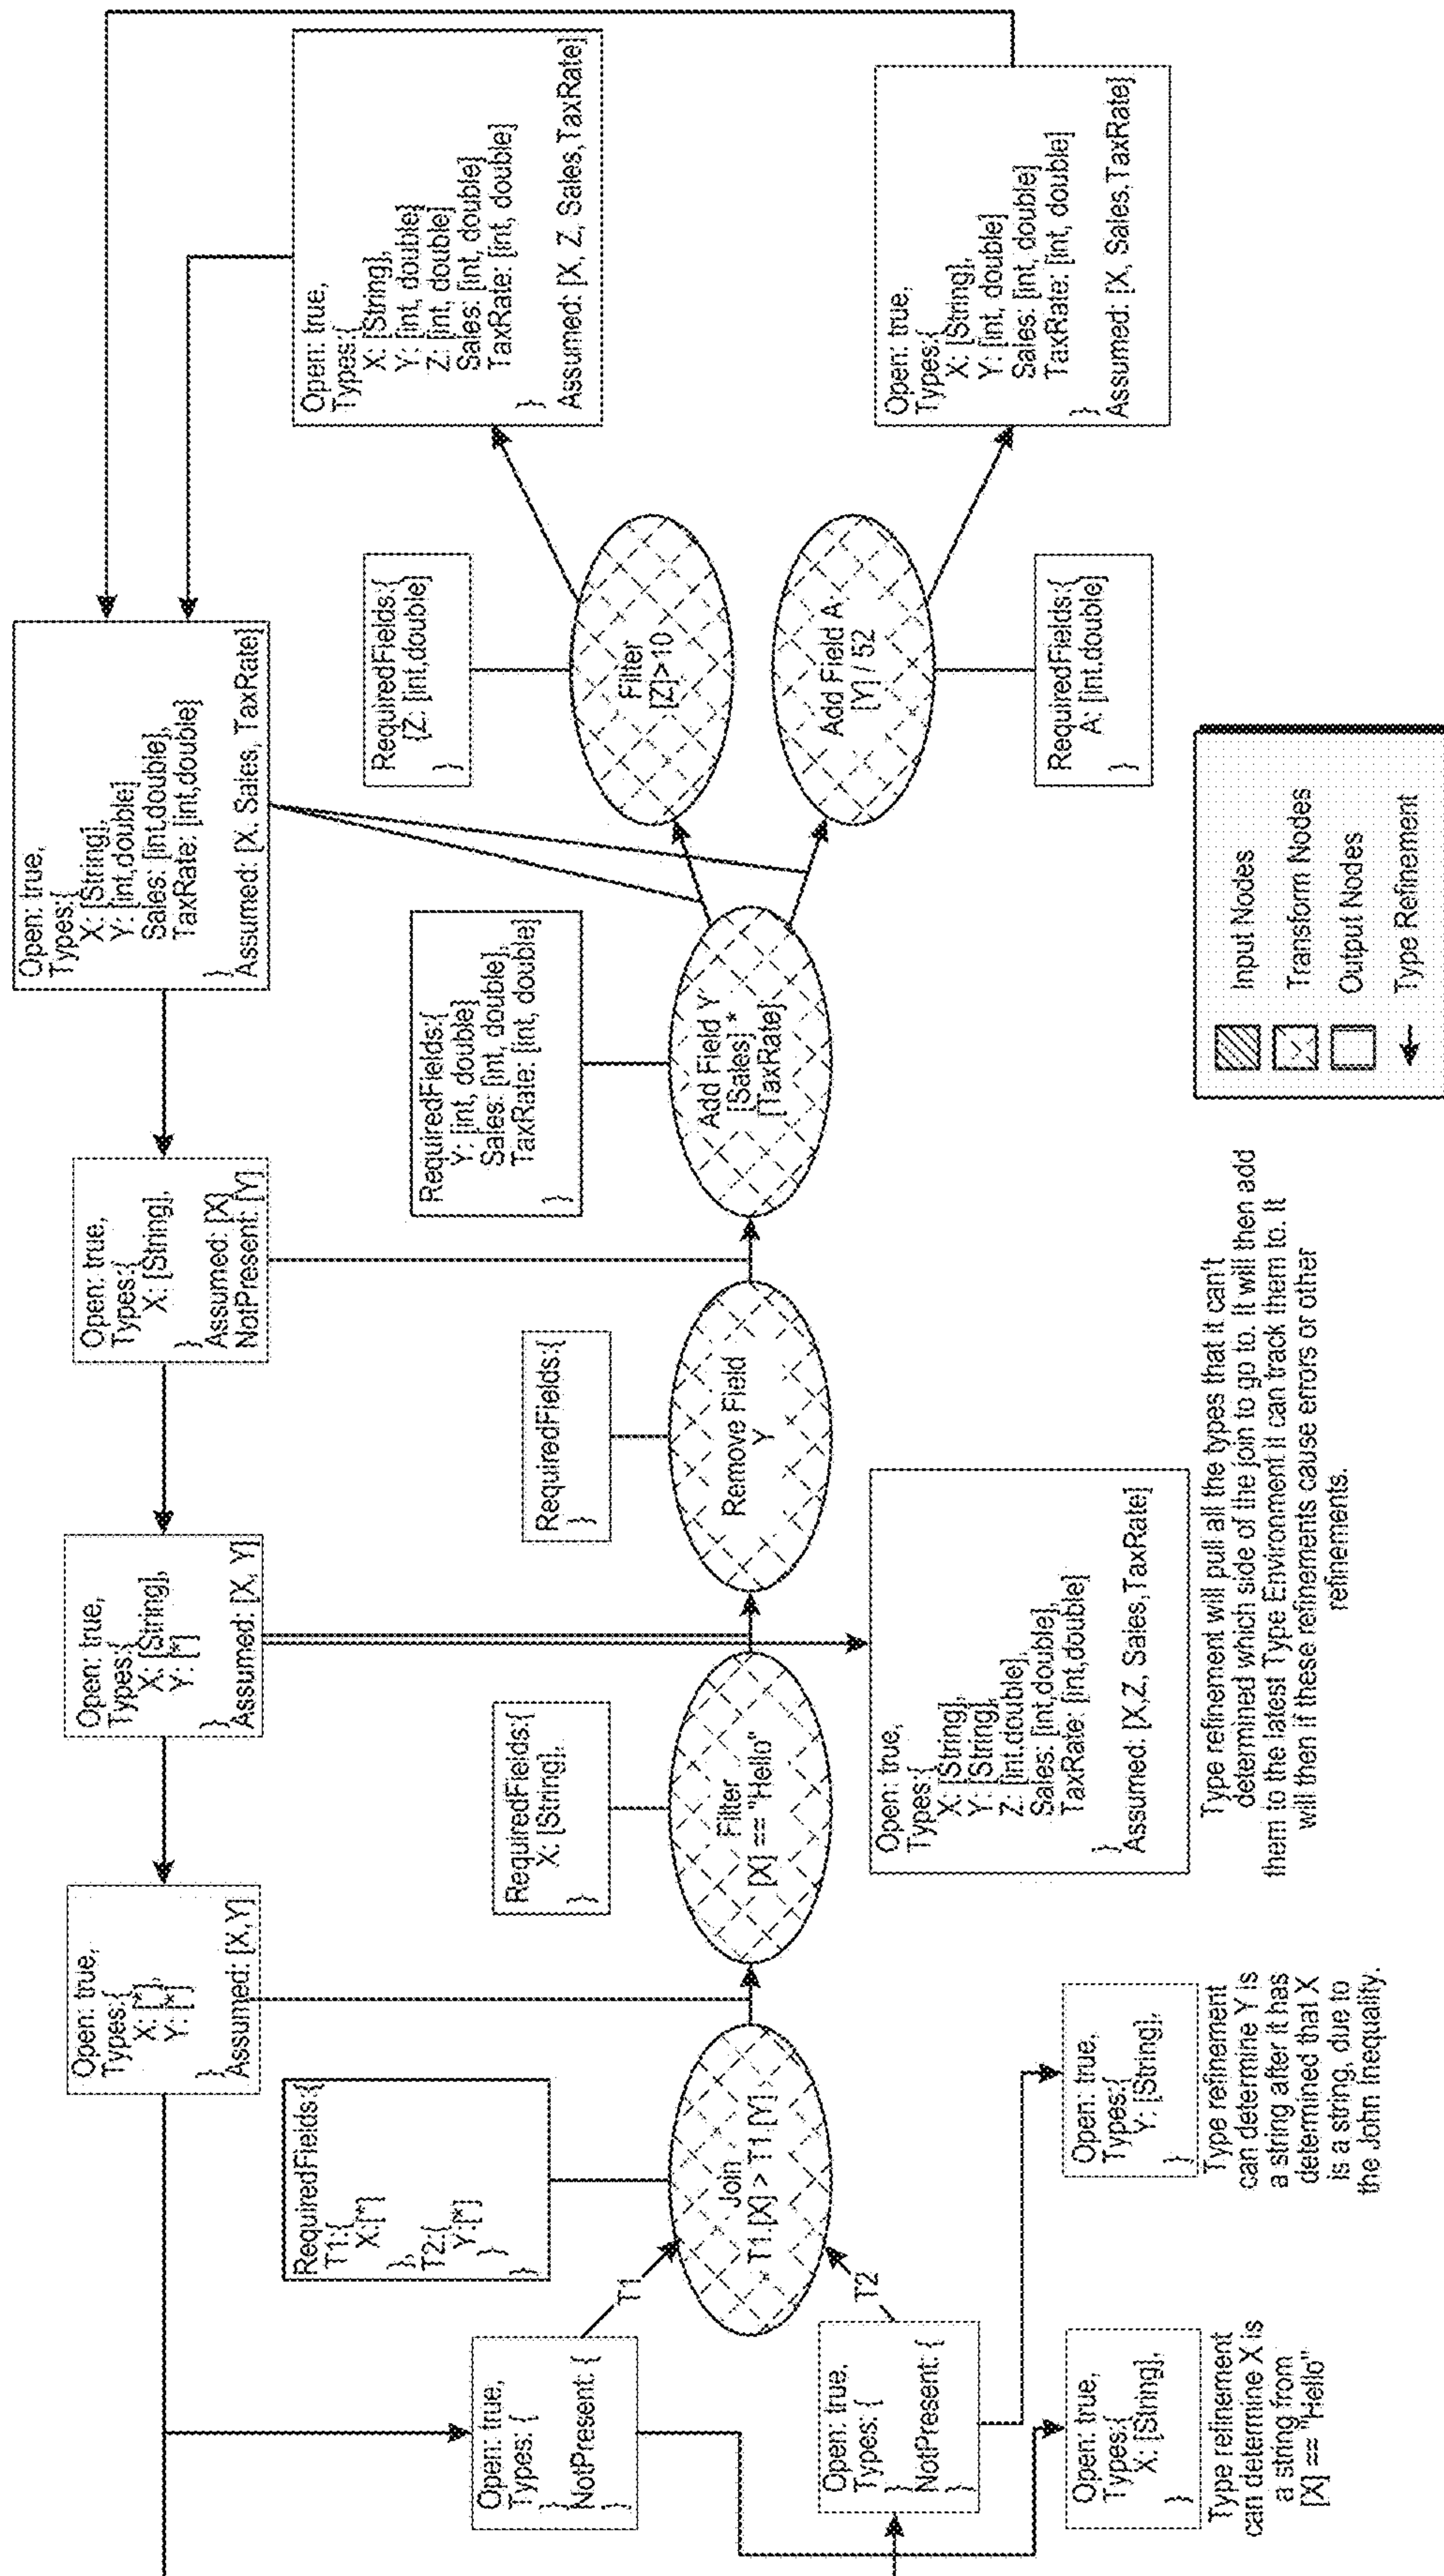 Open: true,
Types:{
X: [*],
Y: [*]
}
Assumed: [X,Y]
Open: true,
Types:{
X: [String],
Y: [*]
}
Assumed: [X, Y]
Open: true,
Types:{
X: [String],
}
Assumed: [X]
NotPresent: [Y]
Open: true,
Types:{
X: [String],
Y: [int,double]
Sales: [int,double],
TaxRate: [int,double]
}
Assumed: [X, Sales, TaxRate]
RequiredFields:{
T1:{
X:[*]
},
T2:{
Y:[*]
}
}
RequiredFields:{
X: [String],
}
RequiredFields:{
}
RequiredFields:{
Y: [int, double]
Sales: [int, double],
TaxRate: [int, double]
}
RequiredFields:{
{Z: [int,double]
}
Open: true,
Types:{
X: [String],
Y: [int, double]
Z: [int, double]
Sales: [int, double]
TaxRate: [int, double]
}
Assumed: [X, Z, Sales,TaxRate]
Open: true,
Types: {
}
NotPresent: {
}
T1
Join
T1.[X] > T1.[Y]
Filter
[X] == "Hello"
Remove Field
Y
Add Field Y
[Sales] *
[TaxRate]
Filter
[Z]>10
Add Field A
[Y] / 52
T2
Open: true,
Types: {
}
NotPresent: {
}
Open: true,
Types:{
X: [String],
Y: [String],
Z: [int,double],
Sales: [int,double],
TaxRate: [int,double]
}
Assumed: [X,Z, Sales,TaxRate]
RequiredFields:{
A: [int,double]
}
Open: true,
Types:{
X: [String],
Y: [int, double]
Sales: [int, double]
TaxRate: [int, double]
}
Assumed: [X, Sales,TaxRate]
Open: true,
Types:{
X: [String],
}
Type refinement
can determine X is
a string from
[X] == "Hello"
Open: true,
Types:{
Y: [String],
}
Type refinement
can determine Y is
a string after it has
determined that X
is a string, due to
the John Inequality.
Type refinement will pull all the types that it can't
determined which side of the join to go to. It will then add
them to the latest Type Environment it can track them to. It
will then if these refinements cause errors or other
refinements.
Input Nodes
Transform Nodes
Output Nodes
Type Refinement